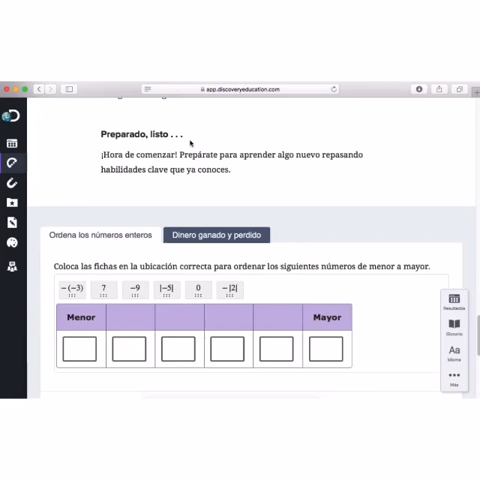 app.discoveryeducation.com
Preparado, listo . . .
¡Hora de comenzar! Prepárate para aprender algo nuevo repasando
habilidades clave que ya conoces.
Ordena los números enteros
Dinero ganado y perdido
Coloca las fichas en la ubicación correcta para ordenar los siguientes números de menor a mayor.
−(−3) 7 −9 |−5| 0 −|2|
Menor Mayor
Resultados
Glosario
Aa
Idioma
Más